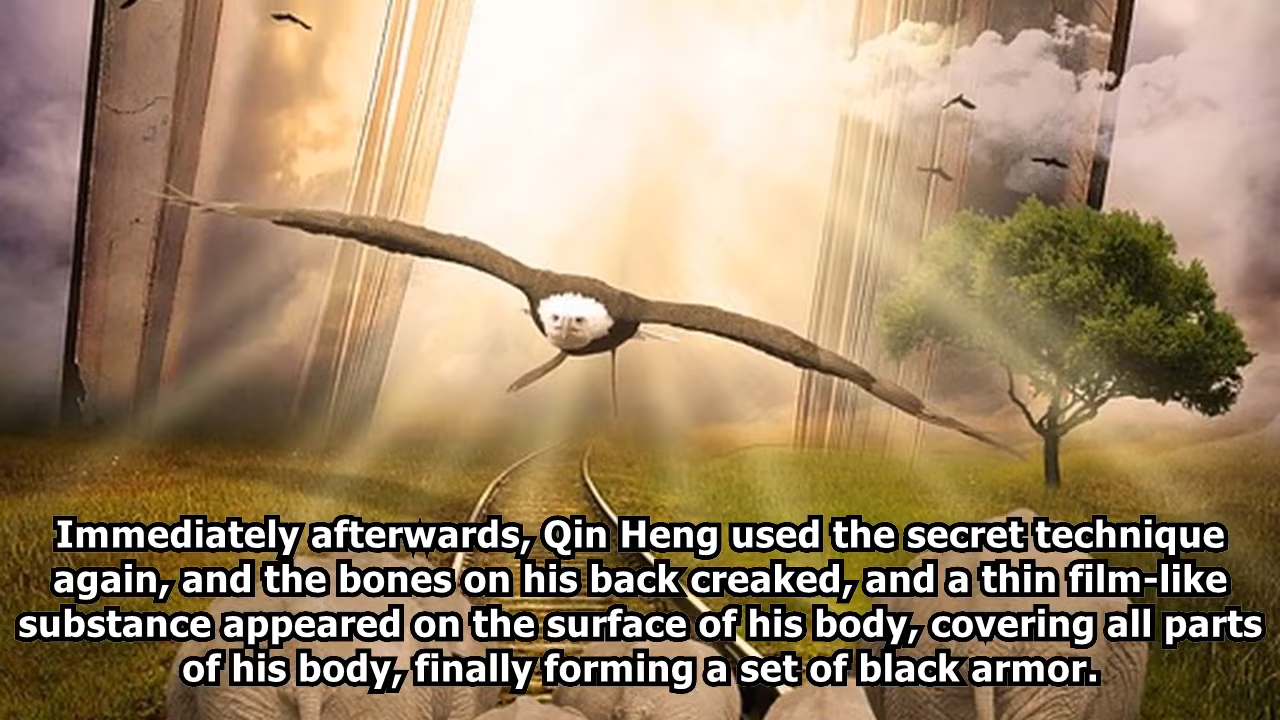 Immediately afterwards, Qin Heng used the secret technique
again, and the bones on his back creaked, and a thin film-like
substance appeared on the surface of his body, covering all parts
of his body, finally forming a set of black armor.